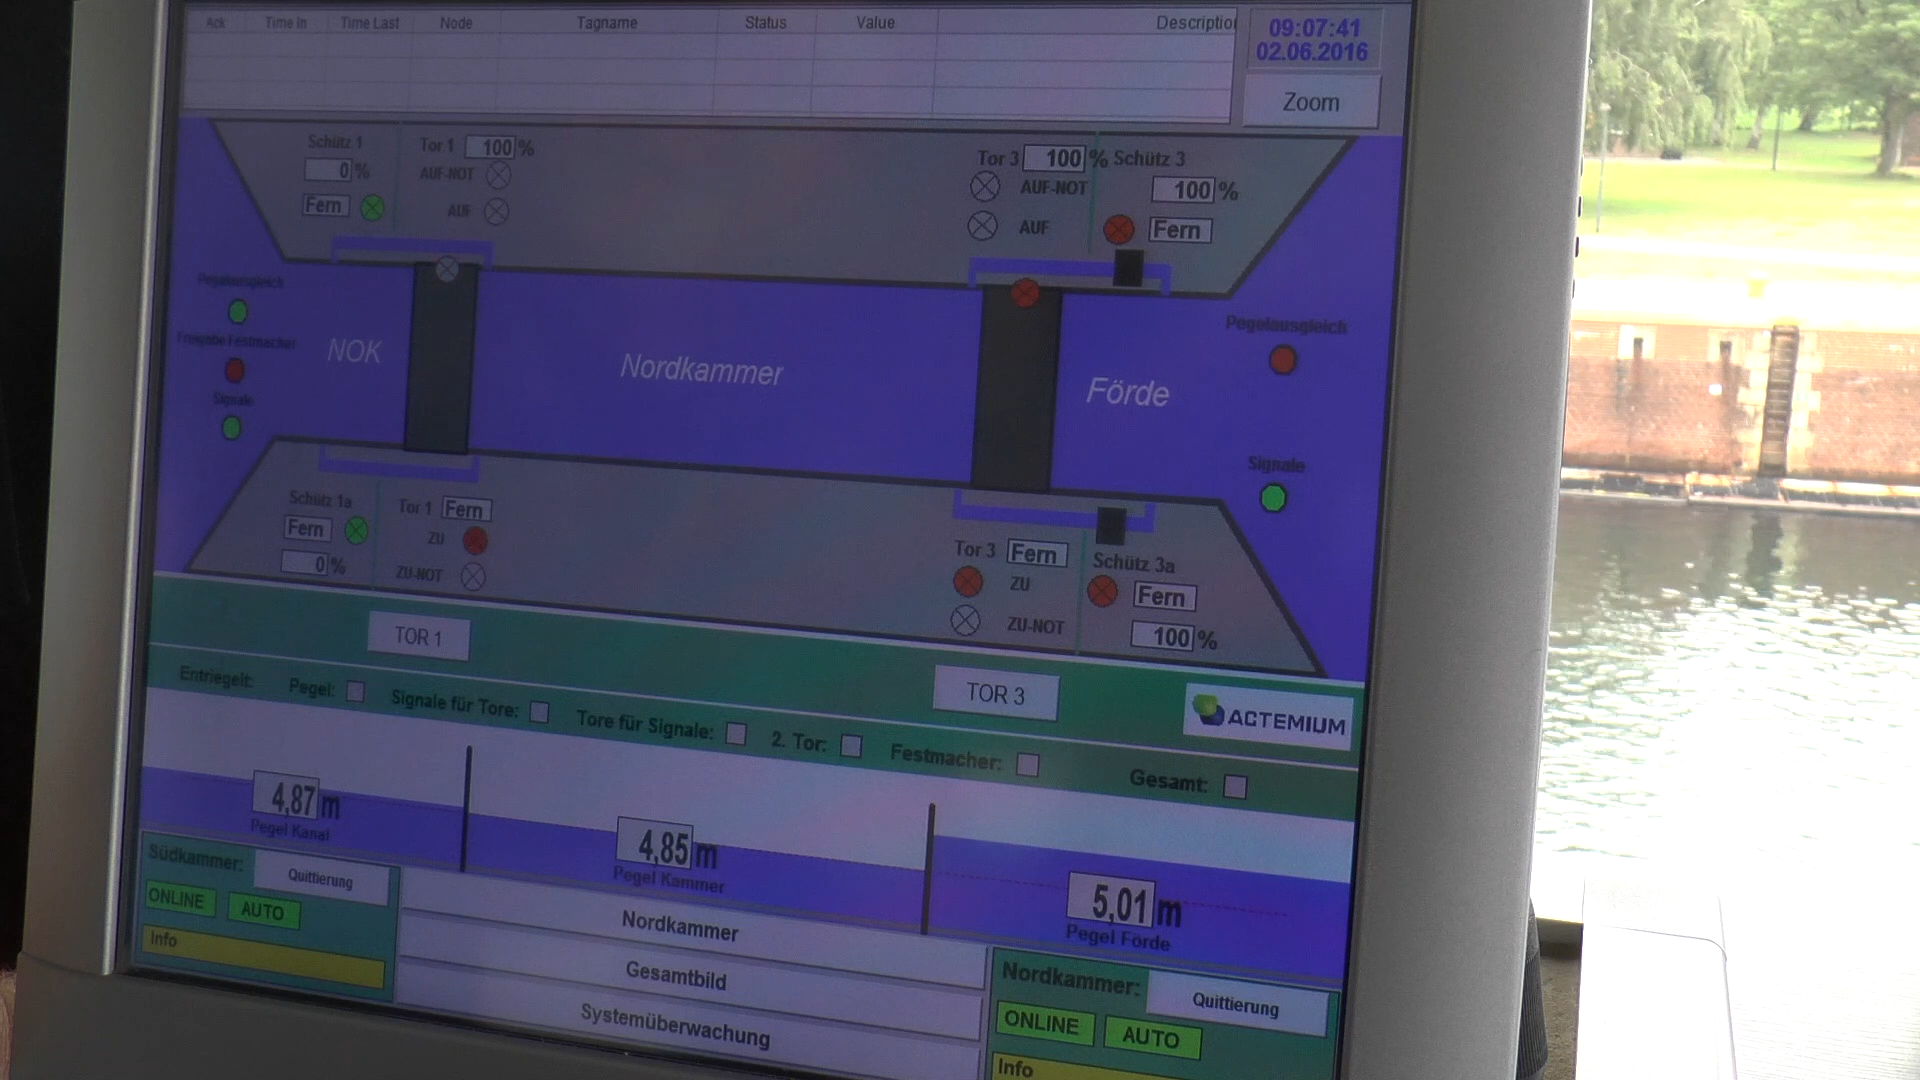 Ack Time In Time Last Node Tagname Status Value Descriptio
09:07:41
02.06.2016
Zoom
Schütz 1
0 %
Fern
Tor 1 100 %
AUF-NOT
AUF
Tor 3 100 %
AUF-NOT
AUF
Schütz 3
100 %
Fern
Pegelausgleich
Freigabe Festmacher
Signale
NOK
Nordkammer
Förde
Pegelausgleich
Signale
Schütz 1a
Fern
0 %
Tor 1 Fern
ZU
ZU-NOT
Tor 3 Fern
ZU
ZU-NOT
Schütz 3a
Fern
100 %
TOR 1
TOR 3
ACTEMIUM
Entriegelt: Pegel: Signale für Tore: Tore für Signale: 2. Tor: Festmacher: Gesamt:
4,87 m
Pegel Kanal
4,85 m
Pegel Kammer
5,01 m
Pegel Förde
Südkammer: Quittierung
ONLINE AUTO
Info
Nordkammer
Gesamtbild
Systemüberwachung
Nordkammer: Quittierung
ONLINE AUTO
Info